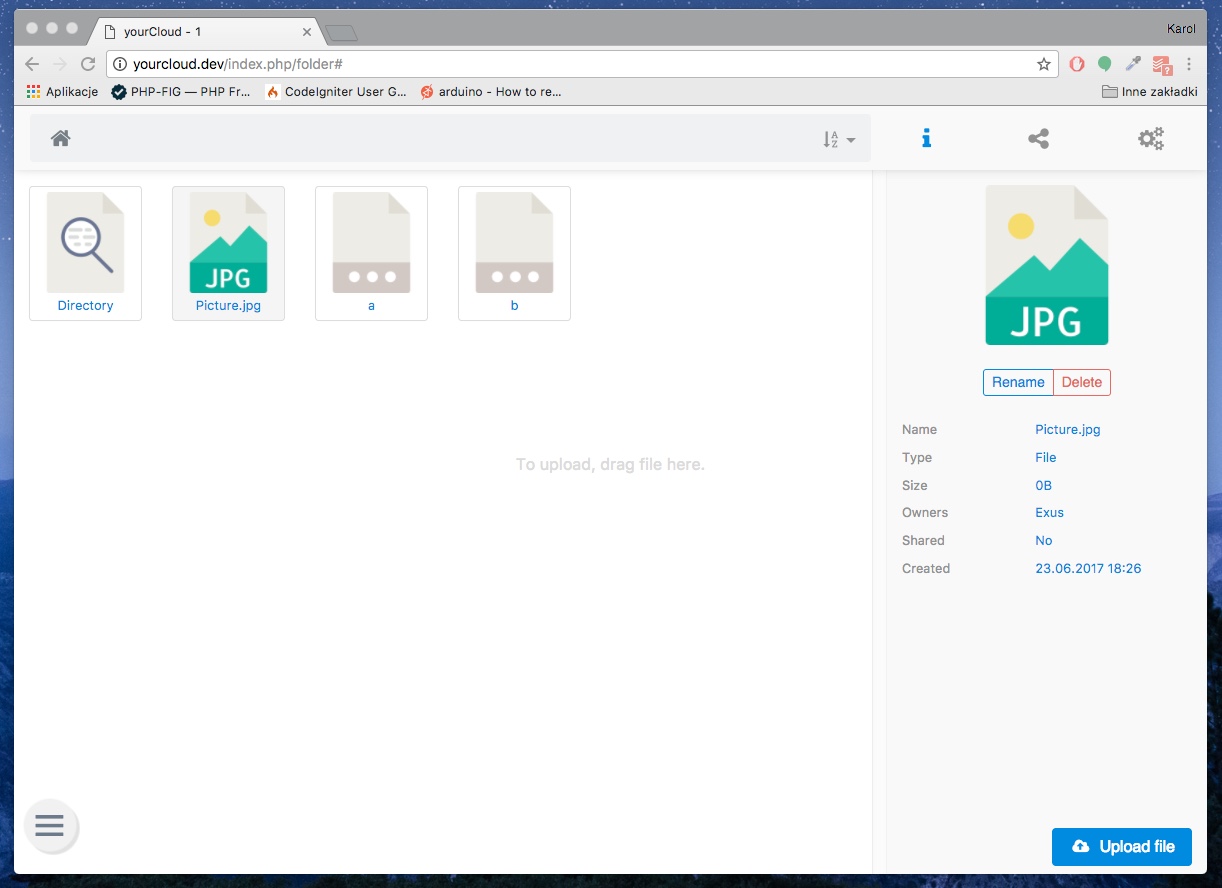 yourCloud - 1
Karol
yourcloud.dev/index.php/folder#
Aplikacje PHP-FIG — PHP Fr... CodeIgniter User G... arduino - How to re... Inne zakładki
A
Z
JPG
Directory Picture.jpg a b
JPG
Rename Delete
Name Picture.jpg
To upload, drag file here.
Type File
Size 0B
Owners Exus
Shared No
Created 23.06.2017 18:26
Upload file